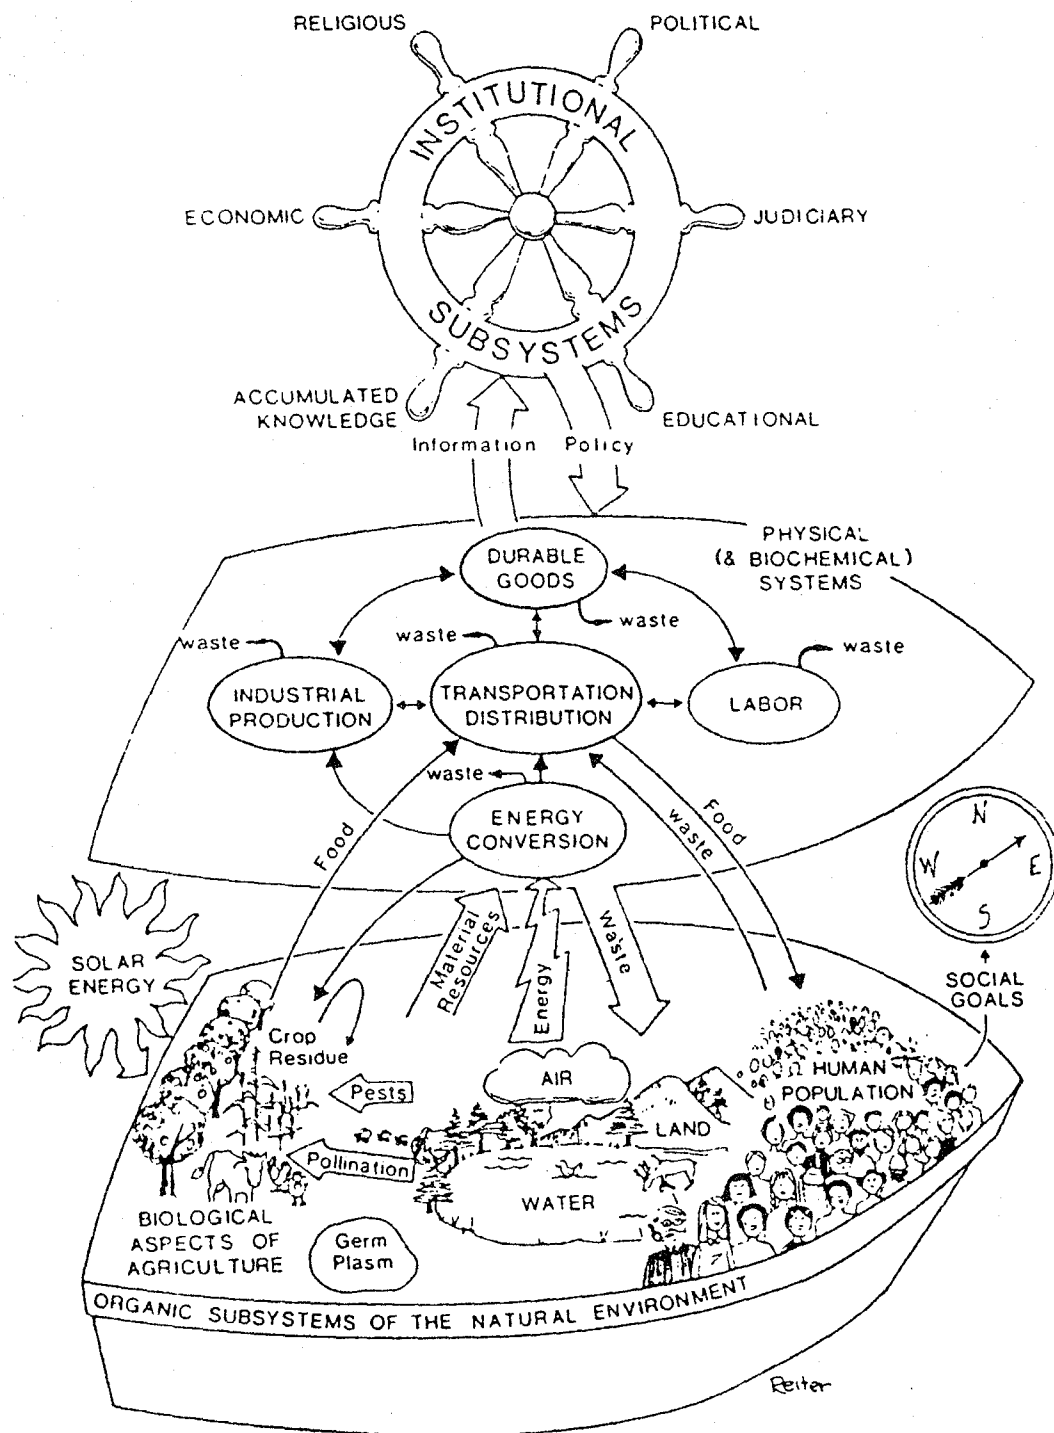 RELIGIOUS
POLITICAL
INSTITUTIONAL
ECONOMIC
JUDICIARY
SUBSYSTEMS
ACCUMULATED
KNOWLEDGE
EDUCATIONAL
Information
Policy
PHYSICAL
(& BIOCHEMICAL)
SYSTEMS
DURABLE
GOODS
waste
waste
waste
waste
INDUSTRIAL
PRODUCTION
TRANSPORTATION
DISTRIBUTION
LABOR
waste
ENERGY
CONVERSION
Food
waste
Food
N
W
E
S
SOLAR
ENERGY
Material
Resources
Energy
Waste
SOCIAL
GOALS
Crop
Residue
Pests
AIR
HUMAN
POPULATION
LAND
Pollination
WATER
BIOLOGICAL
ASPECTS OF
AGRICULTURE
Germ
Plasm
ORGANIC SUBSYSTEMS OF THE NATURAL ENVIRONMENT
Reiter